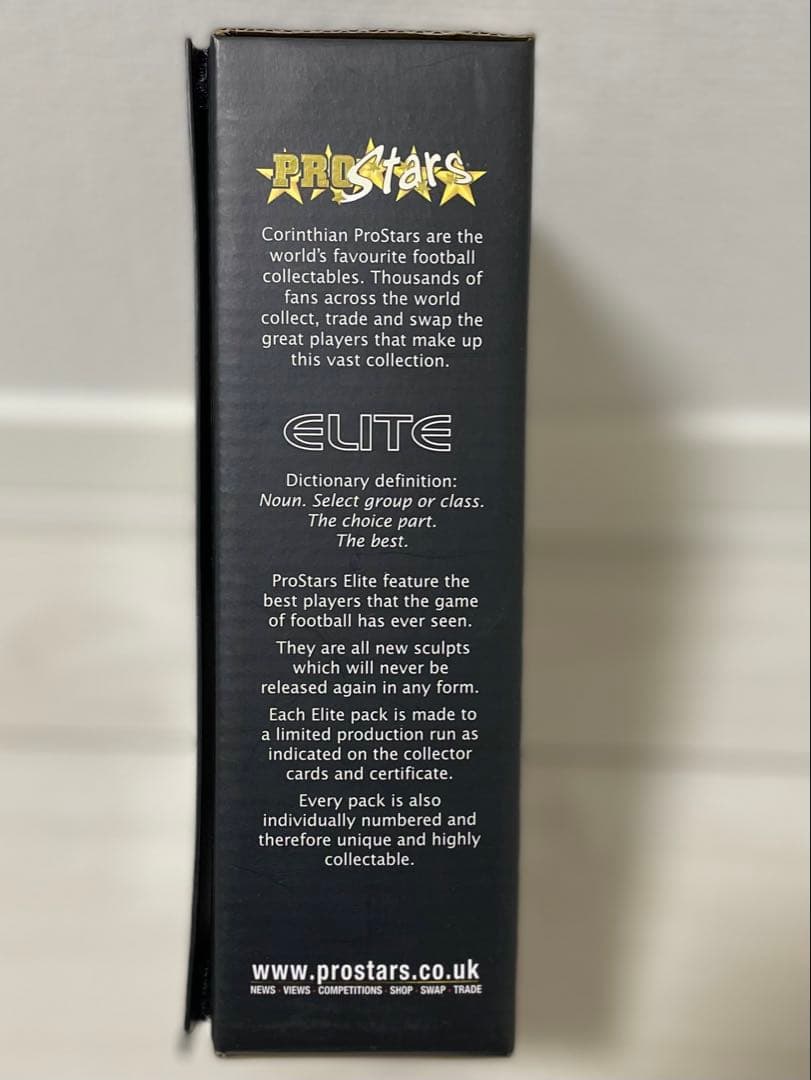 PROStars
Corinthian ProStars are the
world's favourite football
collectables. Thousands of
fans across the world
collect, trade and swap the
great players that make up
this vast collection.
ELITE
Dictionary definition:
Noun. Select group or class.
The choice part.
The best.
ProStars Elite feature the
best players that the game
of football has ever seen.
They are all new sculpts
which will never be
released again in any form.
Each Elite pack is made to
a limited production run as
indicated on the collector
cards and certificate.
Every pack is also
individually numbered and
therefore unique and highly
collectable.
www.prostars.co.uk
NEWS · VIEWS · COMPETITIONS · SHOP · SWAP · TRADE